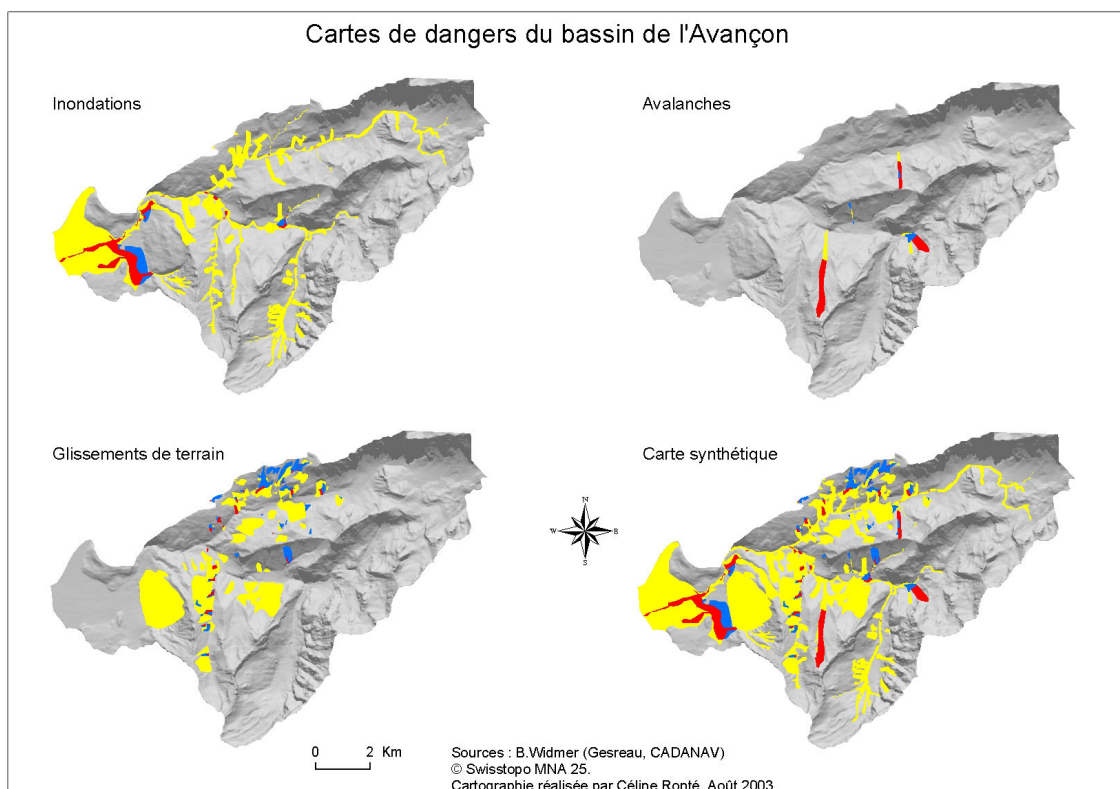 Cartes de dangers du bassin de l'Avançon
Inondations
Avalanches
Glissements de terrain
Carte synthétique
N
W
E
S
0 2 Km
Sources : B.Widmer (Gesreau, CADANAV)
© Swisstopo MNA 25.
Cartographie réalisée par Céline Ronté, Août 2003